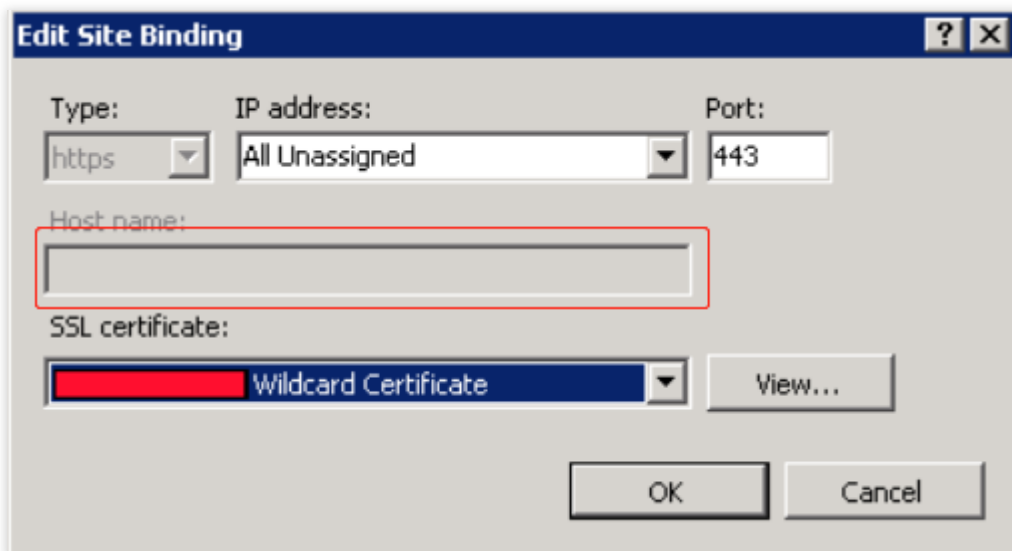 Edit Site Binding
Type: IP address: Port:
https All Unassigned 443
Host name:
SSL certificate:
Wildcard Certificate View...
OK Cancel